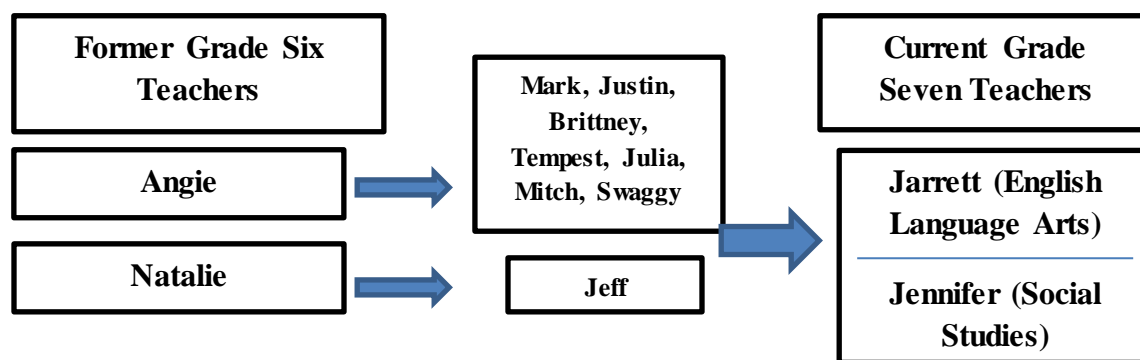 Former Grade Six
Teachers
Angie
Natalie
Mark, Justin,
Brittney,
Tempest, Julia,
Mitch, Swaggy
Jeff
Current Grade
Seven Teachers
Jarrett (English
Language Arts)
Jennifer (Social
Studies)